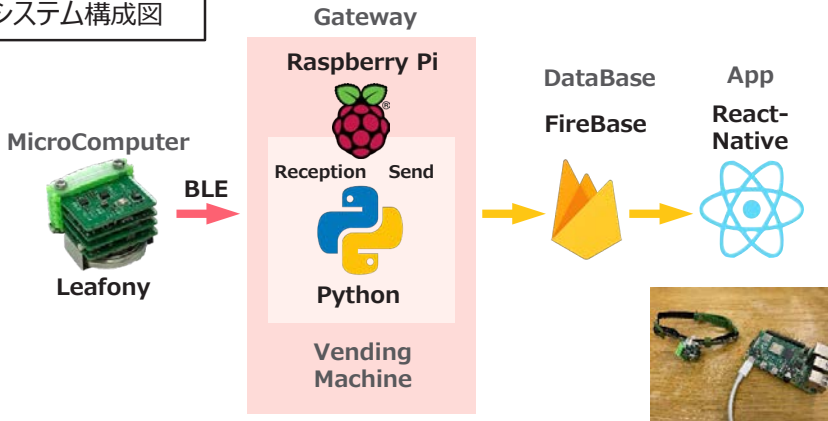 システム構成図
Gateway
Raspberry Pi
®
DataBase
App
FireBase
React-
Native
MicroComputer
Reception Send
BLE
Leafony
Python
Vending
Machine